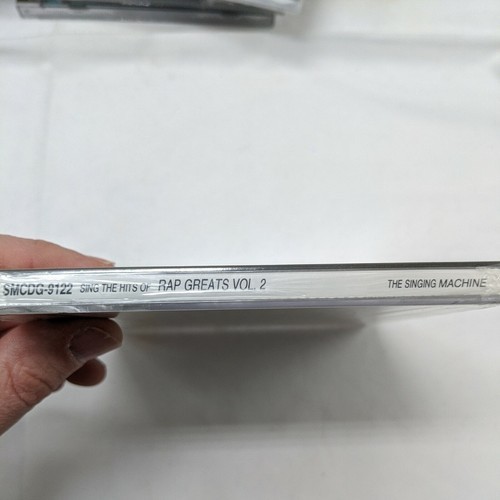 SMCDG-9122 SING THE HITS OF RAP GREATS VOL. 2 THE SINGING MACHINE